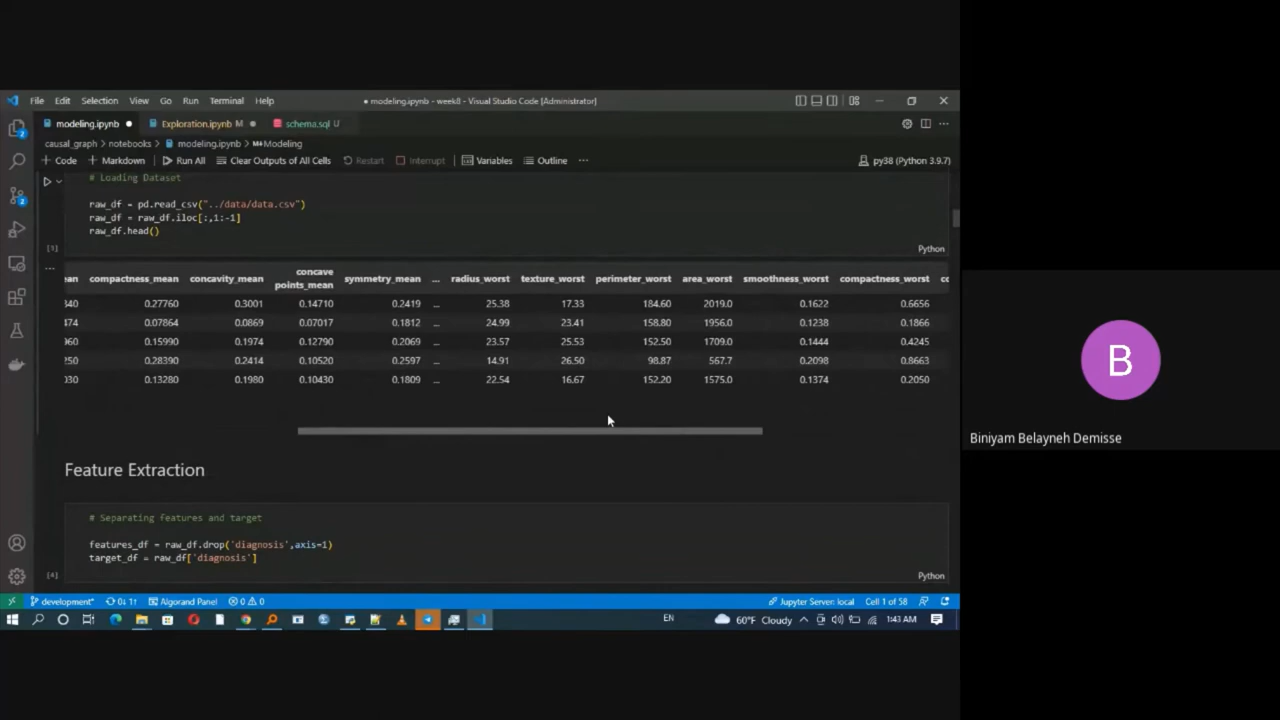 File Edit Selection View Go Run Terminal Help
• modeling.ipynb - week8 - Visual Studio Code [Administrator]
modeling.ipynb ● Exploration.ipynb M ● schema.sql U
causal_graph > notebooks > modeling.ipynb > M↓Modeling
+ Code + Markdown Run All Clear Outputs of All Cells Restart Interrupt Variables Outline ··· py38 (Python 3.9.7)
# Loading Dataset
raw_df = pd.read_csv("../data/data.csv")
raw_df = raw_df.iloc[:,1:-1]
raw_df.head()
[3] Python
ean compactness_mean concavity_mean concave points_mean symmetry_mean ... radius_worst texture_worst perimeter_worst area_worst smoothness_worst compactness_worst co
840 0.27760 0.3001 0.14710 0.2419 ... 25.38 17.33 184.60 2019.0 0.1622 0.6656
474 0.07864 0.0869 0.07017 0.1812 ... 24.99 23.41 158.80 1956.0 0.1238 0.1866
960 0.15990 0.1974 0.12790 0.2069 ... 23.57 25.53 152.50 1709.0 0.1444 0.4245
250 0.28390 0.2414 0.10520 0.2597 ... 14.91 26.50 98.87 567.7 0.2098 0.8663
030 0.13280 0.1980 0.10430 0.1809 ... 22.54 16.67 152.20 1575.0 0.1374 0.2050
Feature Extraction
# Separating features and target
features_df = raw_df.drop('diagnosis',axis=1)
target_df = raw_df['diagnosis']
[4] Python
development* 0↓ 1↑ Algorand Panel 0 0 Jupyter Server: local Cell 1 of 58
EN 60°F Cloudy 1:43 AM
B
Biniyam Belayneh Demisse